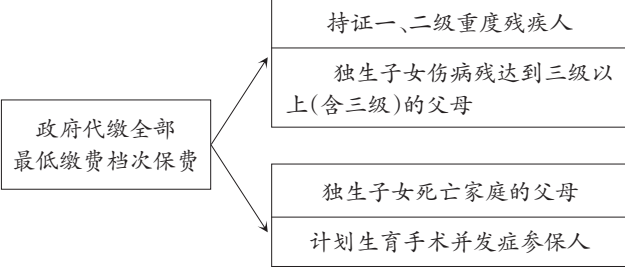 持证一、二级重度残疾人
独生子女伤病残达到三级以
上(含三级)的父母
政府代缴全部
最低缴费档次保费
独生子女死亡家庭的父母
计划生育手术并发症参保人